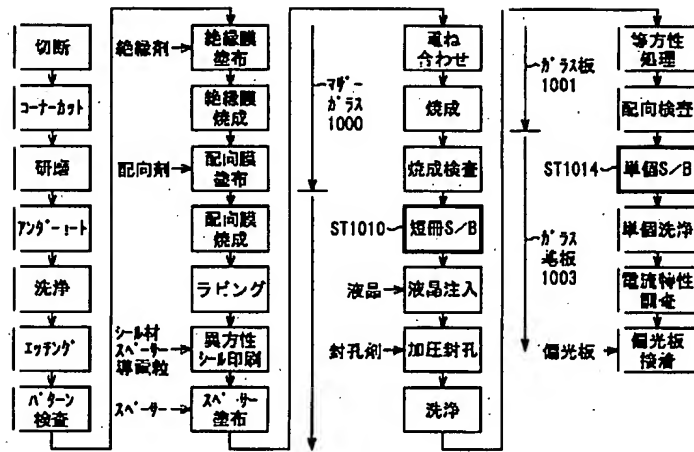 切断
コーナーカット
研磨
アンダーコート
洗浄
エッチング
パターン
検査
絶縁剤
絶縁膜
塗布
絶縁膜
焼成
配向剤
配向膜
塗布
配向膜
焼成
ラビング
シール材
スペーサー
導電粒
異方性
シール印刷
スペーサー
スペーサー
塗布
マザー
ガラス
1000
重ね
合わせ
焼成
焼成検査
ST1010
短冊S/B
液晶
液晶注入
封孔剤
加圧封孔
洗浄
ガラス板
1001
ガラス
基板
1003
等方性
処理
配向検査
ST1014
単個S/B
単個洗浄
電流特性
調査
偏光板
偏光板
接着